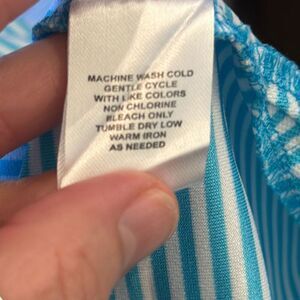 MACHINE WASH COLD
GENTLE CYCLE
WITH LIKE COLORS
NON CHLORINE
BLEACH ONLY
TUMBLE DRY LOW
WARM IRON
AS NEEDED